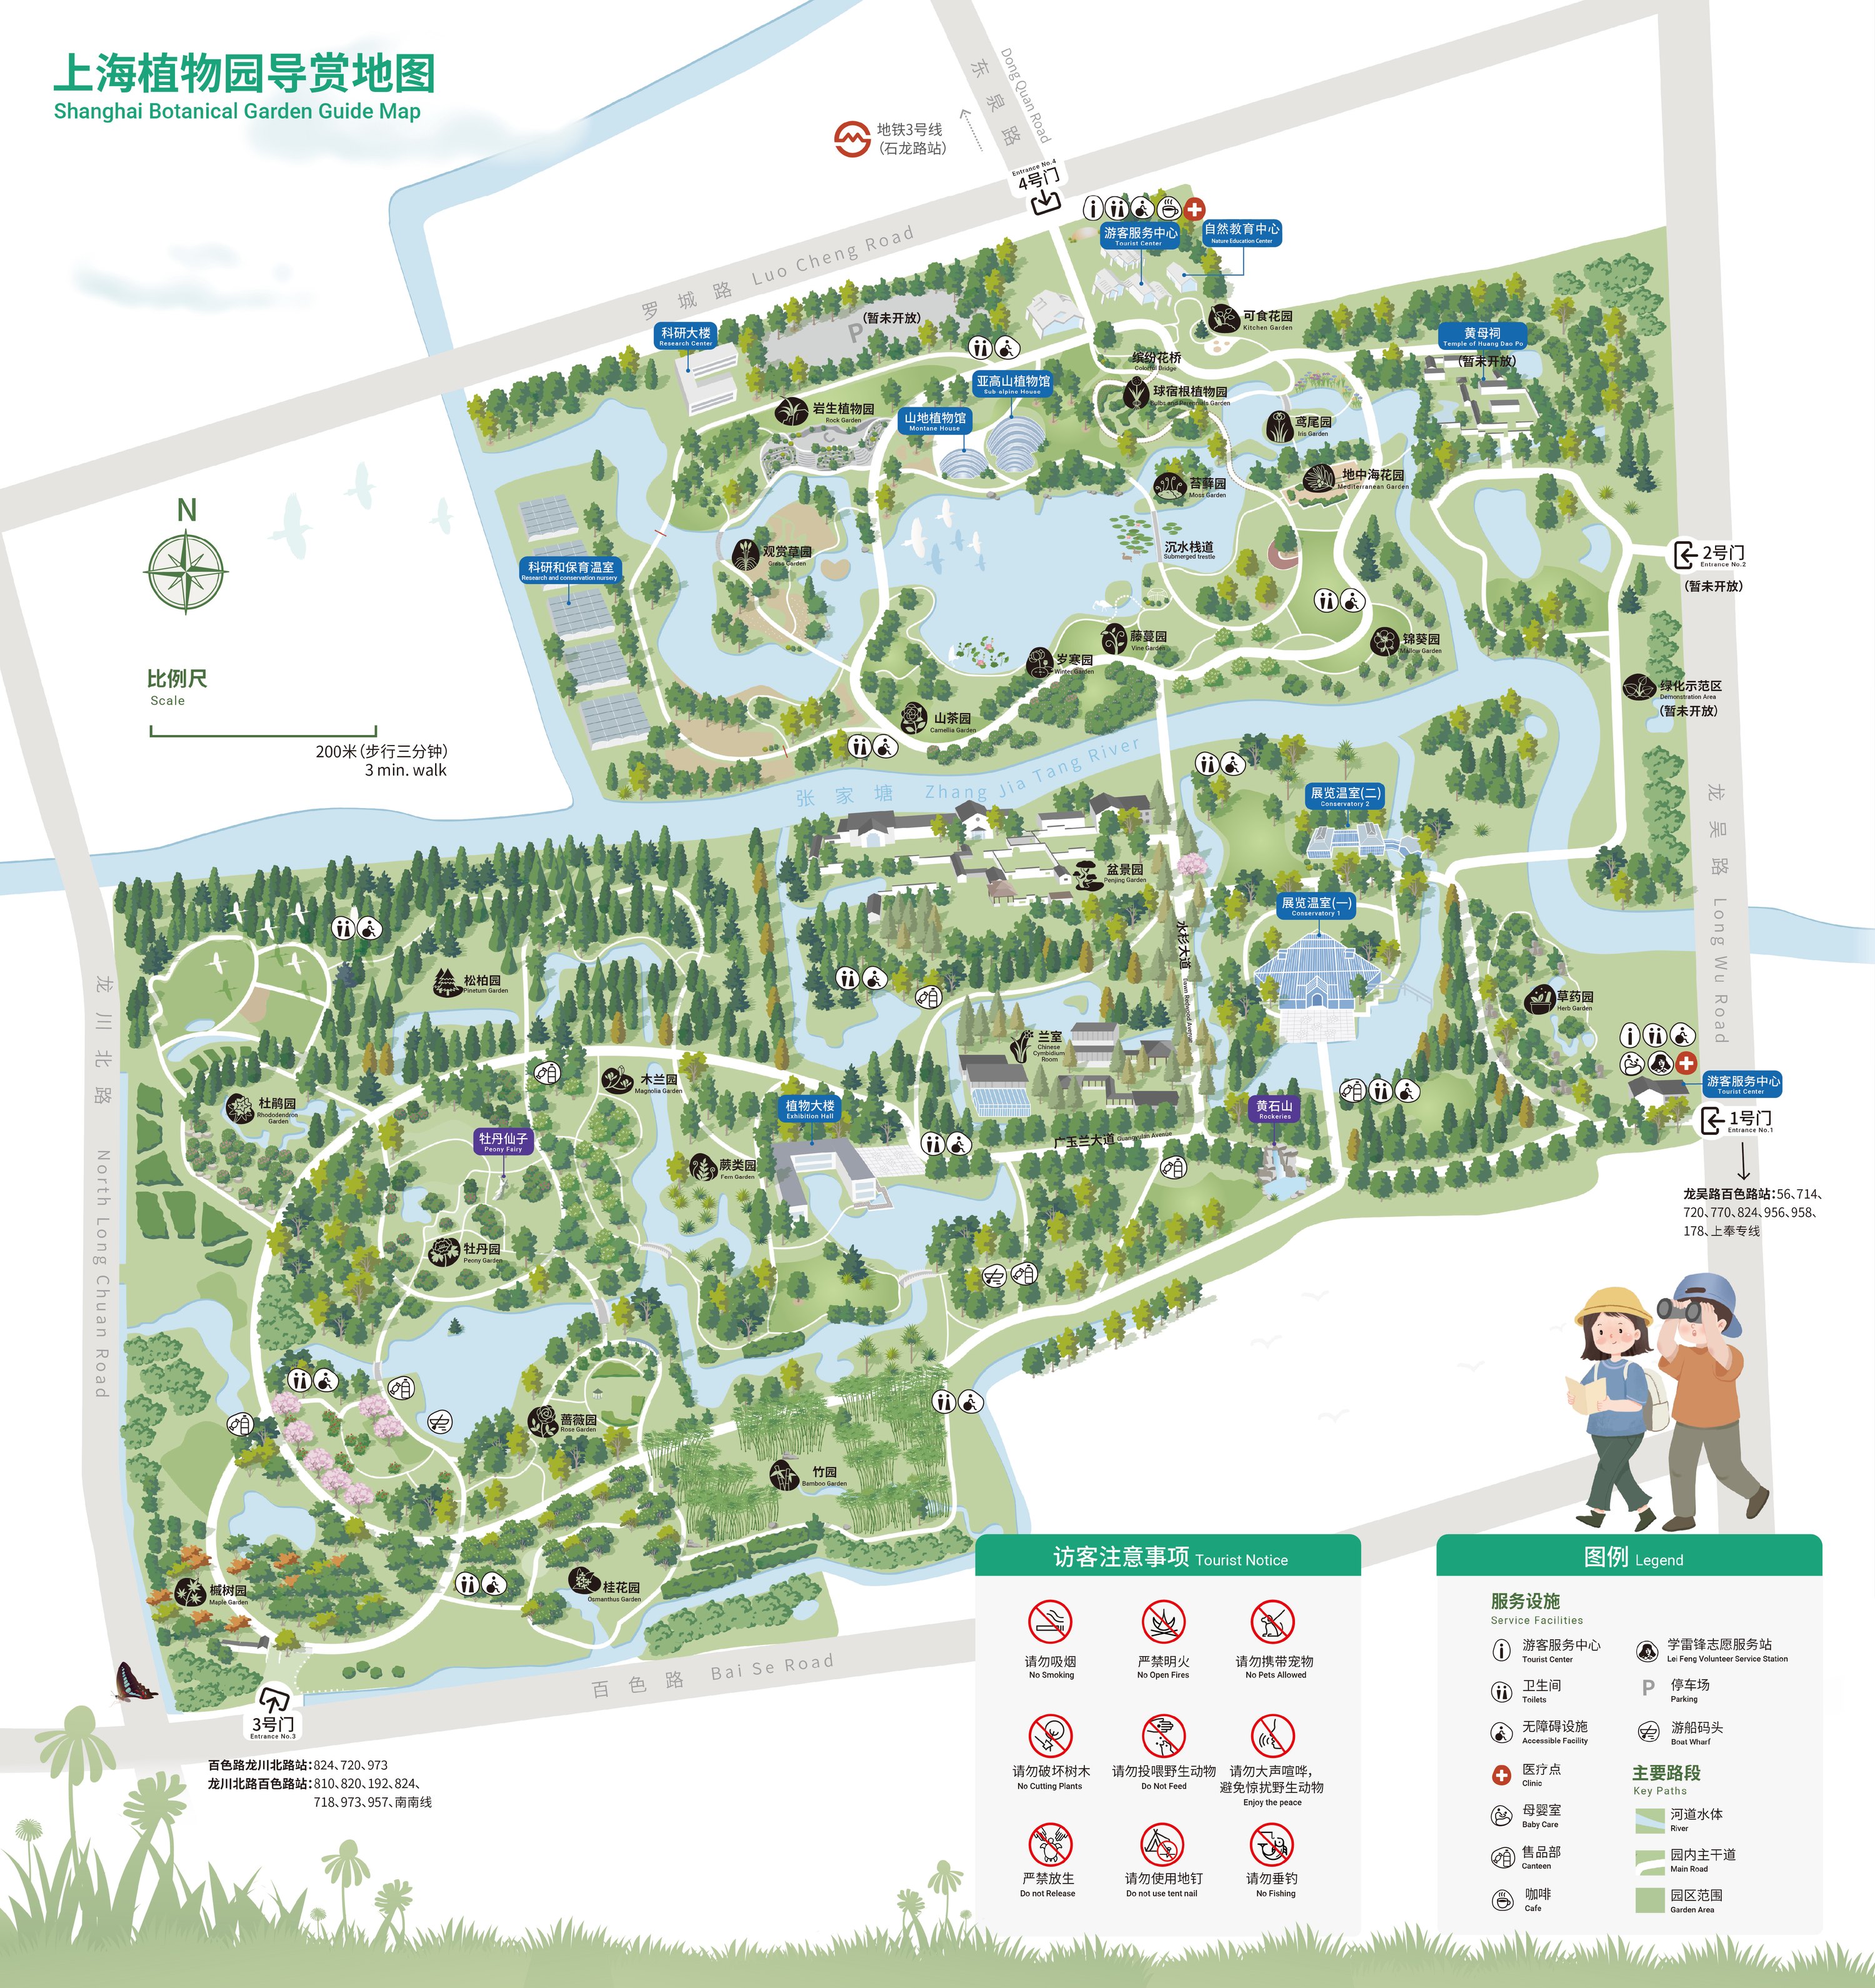 上海植物园导赏地图
Shanghai Botanical Garden Guide Map
地铁3号线
(石龙路站)
东泉路
Dong Quan Road
Entrance No.4
4号门
游客服务中心
Tourist Center
自然教育中心
Nature Education Center
罗城路 Luo Cheng Road
可食花园
Kitchen Garden
(暂未开放)
P
科研大楼
Research Center
黄母祠
Temple of Huang Dao Po
(暂未开放)
缤纷花桥
Colorful Bridge
亚高山植物馆
Sub-alpine House
球宿根植物园
Bulbs and Perennials Garden
岩生植物园
Rock Garden
山地植物馆
Montane House
鸢尾园
Iris Garden
地中海花园
Mediterranean Garden
苔藓园
Moss Garden
N
沉水栈道
Submerged trestle
观赏草园
Grass Garden
科研和保育温室
Research and conservation nursery
2号门
Entrance No.2
(暂未开放)
藤蔓园
Vine Garden
锦葵园
Mallow Garden
岁寒园
Winter Garden
比例尺
Scale
200米(步行三分钟)
3 min. walk
绿化示范区
Demonstration Area
(暂未开放)
山茶园
Camellia Garden
张家塘 Zhang Jia Tang River
展览温室(二)
Conservatory 2
龙吴路 Long Wu Road
盆景园
Penjing Garden
展览温室(一)
Conservatory 1
水杉大道
Dawn Redwood Avenue
松柏园
Pinetum Garden
草药园
Herb Garden
龙川北路 North Long Chuan Road
兰室
Chinese
Cymbidium
Room
木兰园
Magnolia Garden
游客服务中心
Tourist Center
杜鹃园
Rhododendron
Garden
植物大楼
Exhibition Hall
黄石山
Rockeries
1号门
Entrance No.1
牡丹仙子
Peony Fairy
广玉兰大道 Guangyulan Avenue
蕨类园
Fern Garden
龙吴路百色路站:56、714、
720、770、824、956、958、
178、上奉专线
牡丹园
Peony Garden
蔷薇园
Rose Garden
竹园
Bamboo Garden
槭树园
Maple Garden
桂花园
Osmanthus Garden
百色路 Bai Se Road
3号门
Entrance No.3
百色路龙川北路站:824、720、973
龙川北路百色路站:810、820、192、824、
718、973、957、南南线
访客注意事项 Tourist Notice
请勿吸烟
No Smoking
严禁明火
No Open Fires
请勿携带宠物
No Pets Allowed
请勿破坏树木
No Cutting Plants
请勿投喂野生动物
Do Not Feed
请勿大声喧哗,
避免惊扰野生动物
Enjoy the peace
严禁放生
Do not Release
请勿使用地钉
Do not use tent nail
请勿垂钓
No Fishing
图例 Legend
服务设施
Service Facilities
游客服务中心
Tourist Center
卫生间
Toilets
无障碍设施
Accessible Facility
医疗点
Clinic
母婴室
Baby Care
售品部
Canteen
咖啡
Cafe
学雷锋志愿服务站
Lei Feng Volunteer Service Station
P
停车场
Parking
游船码头
Boat Wharf
主要路段
Key Paths
河道水体
River
园内主干道
Main Road
园区范围
Garden Area